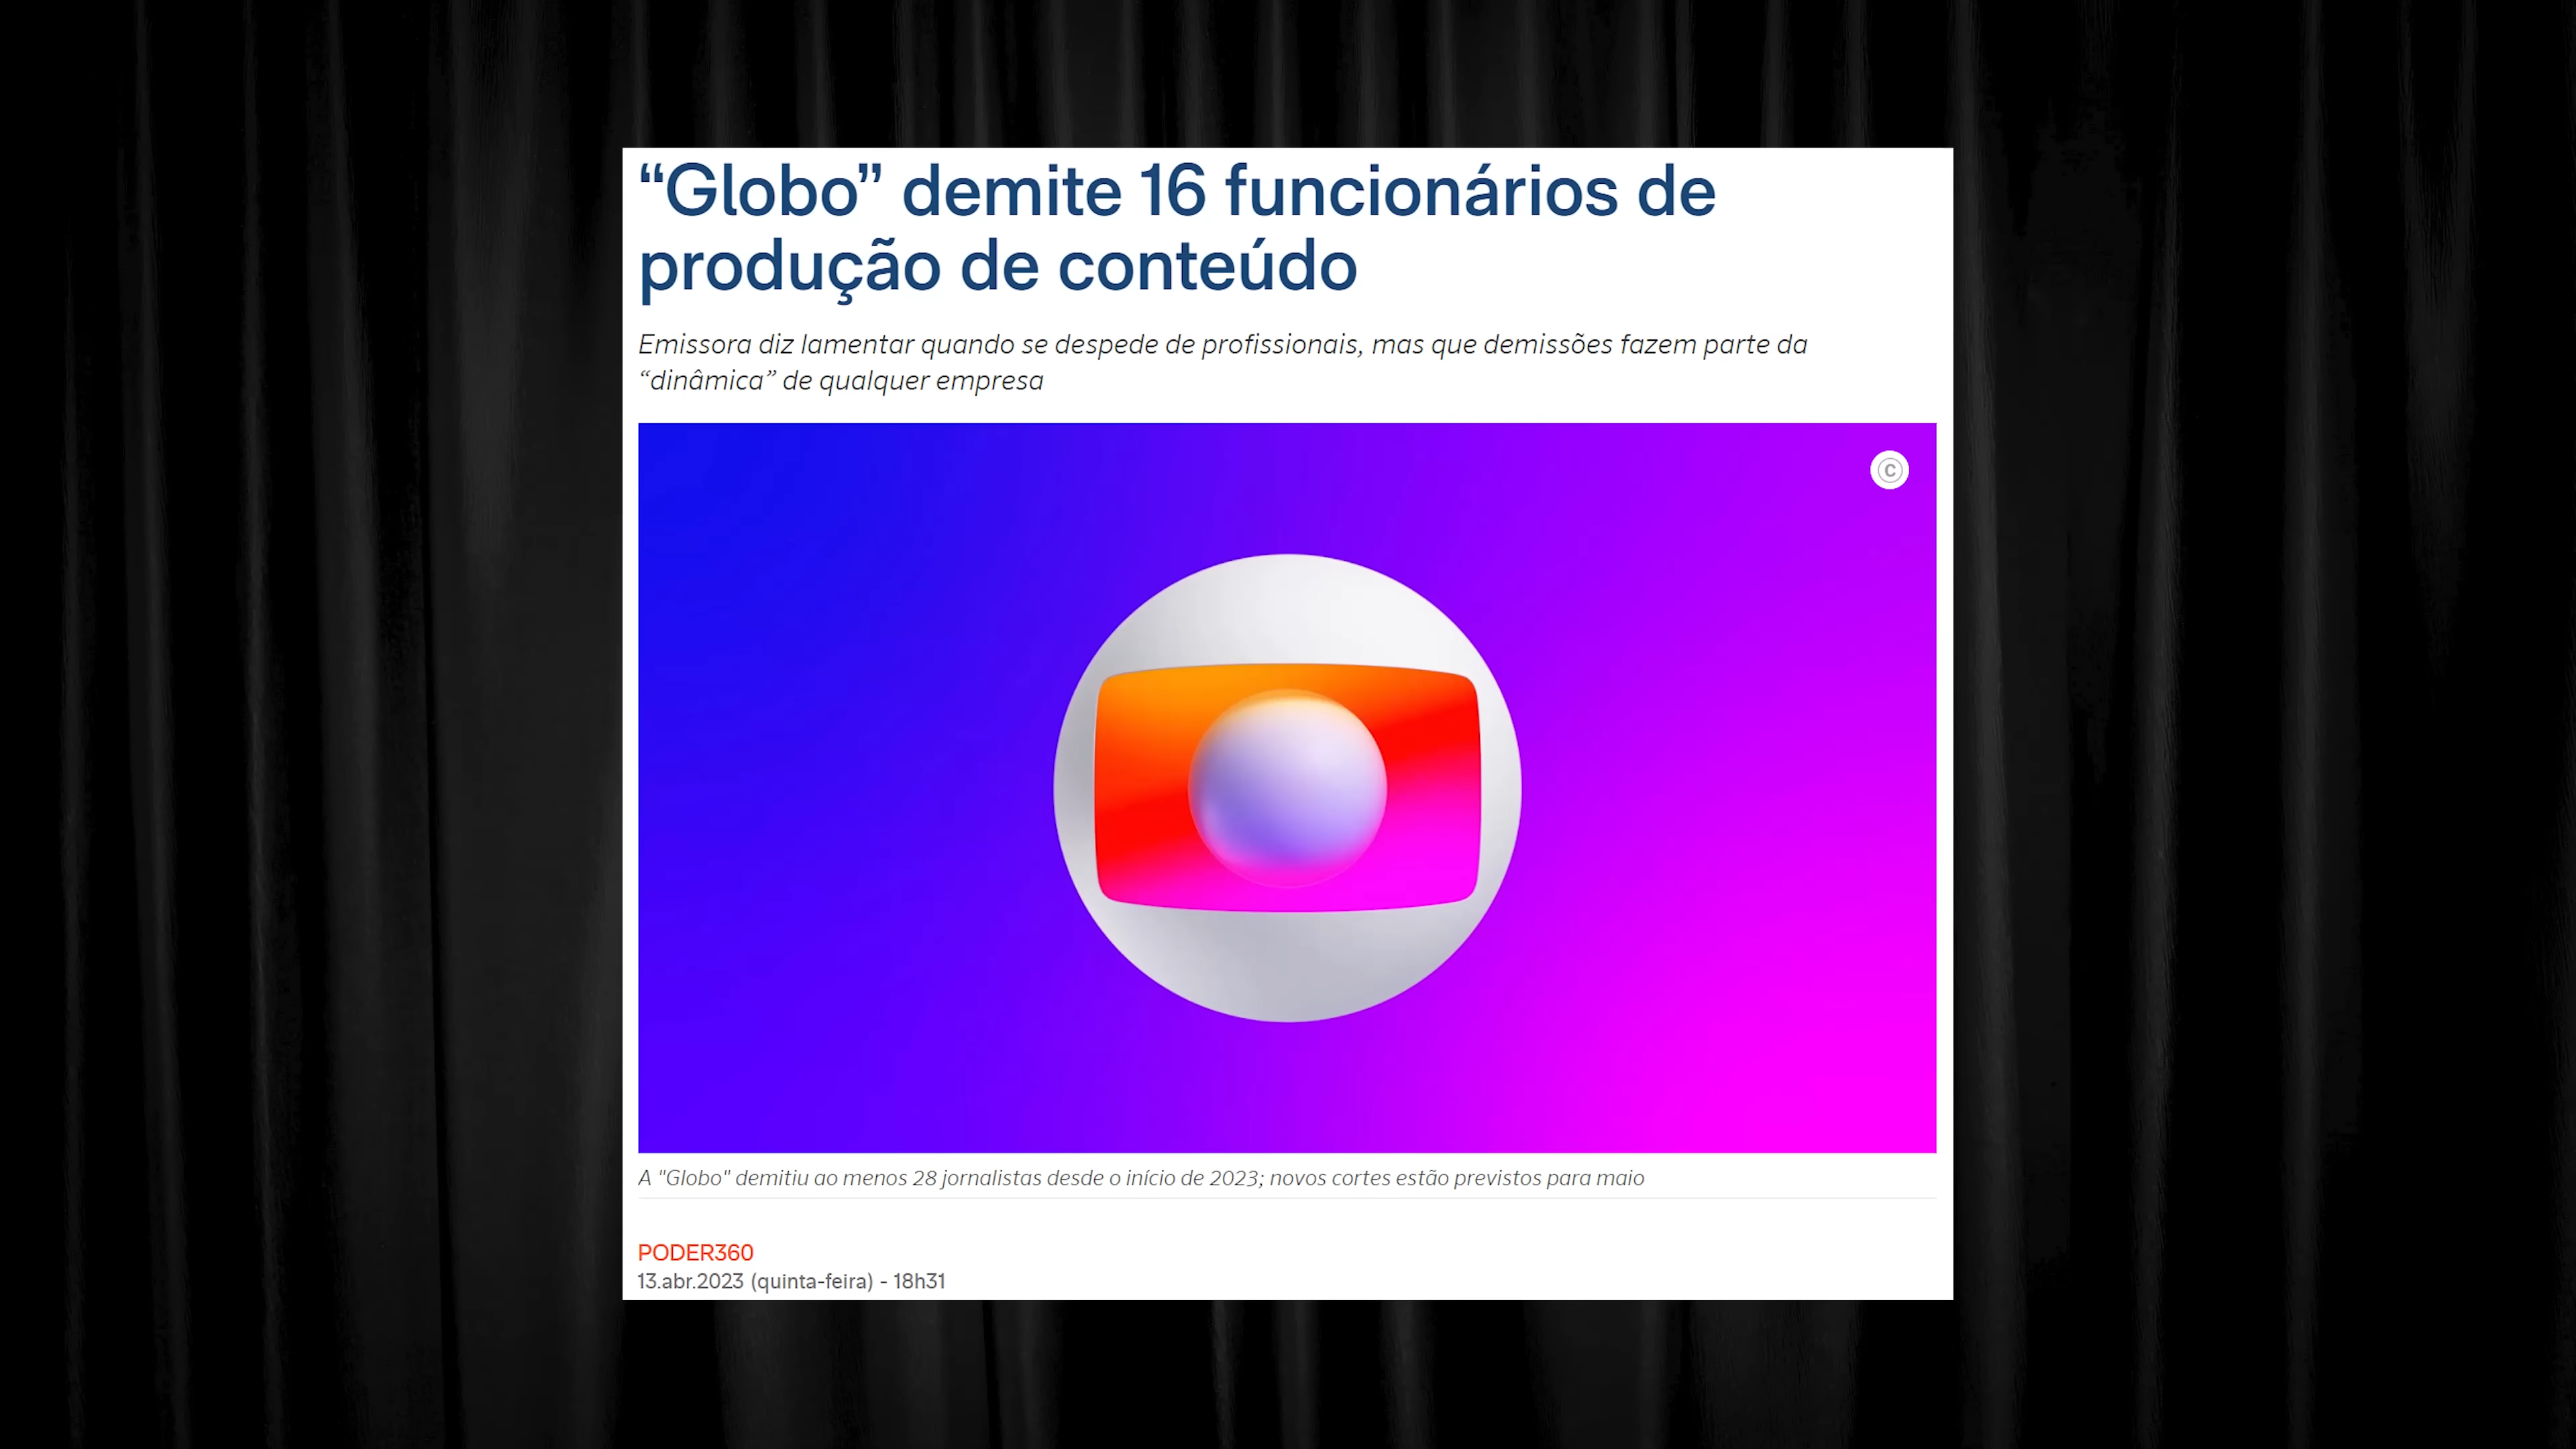 “Globo” demite 16 funcionários de
produção de conteúdo
Emissora diz lamentar quando se despede de profissionais, mas que demissões fazem parte da
“dinâmica” de qualquer empresa
©
A "Globo" demitiu ao menos 28 jornalistas desde o início de 2023; novos cortes estão previstos para maio
PODER360
13.abr.2023 (quinta-feira) - 18h31